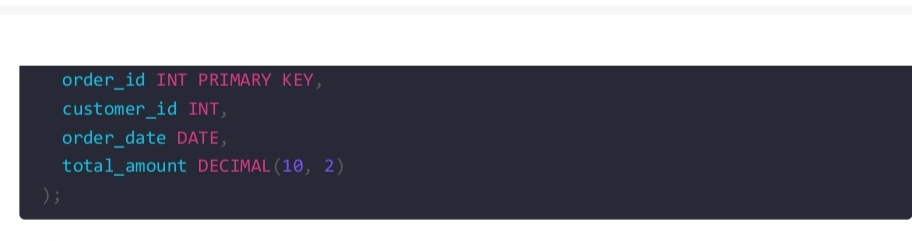 order_id INT PRIMARY KEY,
customer_id INT,
order_date DATE,
total_amount DECIMAL(10, 2)
);